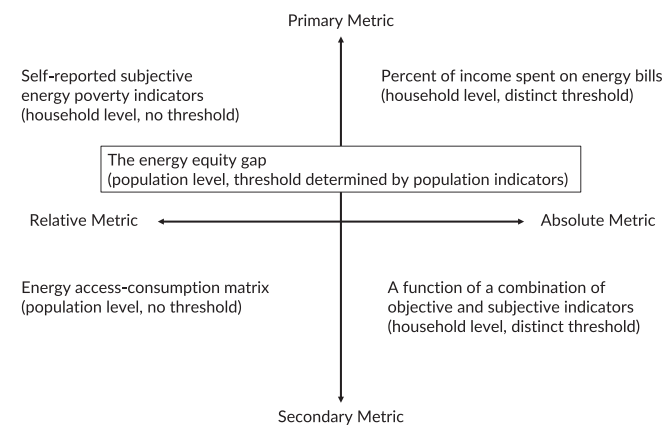 Primary Metric
Self-reported subjective
energy poverty indicators
(household level, no threshold)
Percent of income spent on energy bills
(household level, distinct threshold)
The energy equity gap
(population level, threshold determined by population indicators)
Relative Metric
Absolute Metric
Energy access-consumption matrix
(population level, no threshold)
A function of a combination of
objective and subjective indicators
(household level, distinct threshold)
Secondary Metric